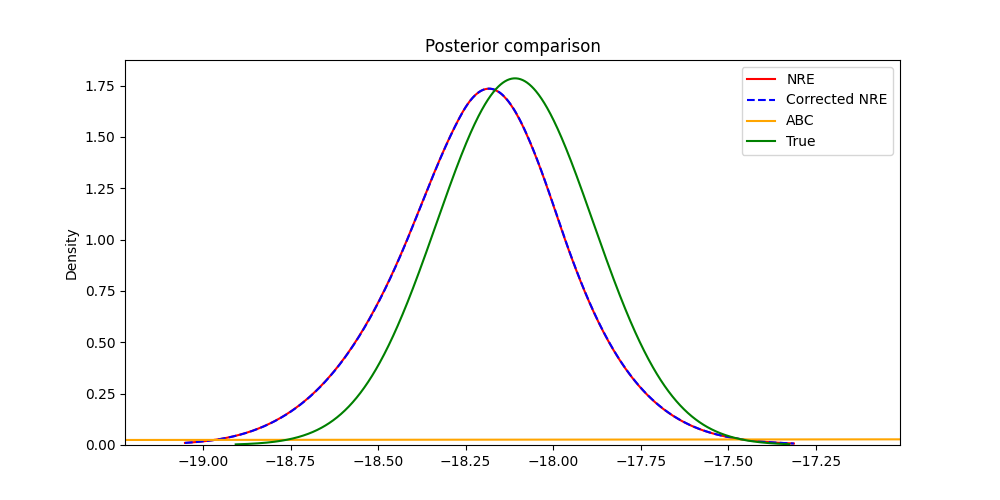 Posterior comparison
Density
1.75
1.50
1.25
1.00
0.75
0.50
0.25
0.00
NRE
Corrected NRE
ABC
True
−19.00 −18.75 −18.50 −18.25 −18.00 −17.75 −17.50 −17.25